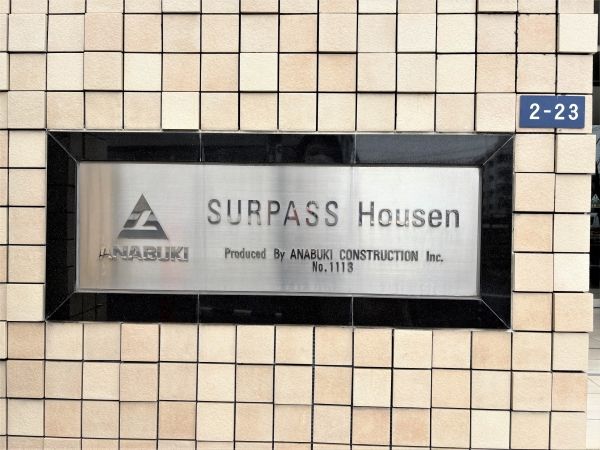 2-23
SURPASS Housen
ANABUKI
Produced By ANABUKI CONSTRUCTION Inc.
No.1113